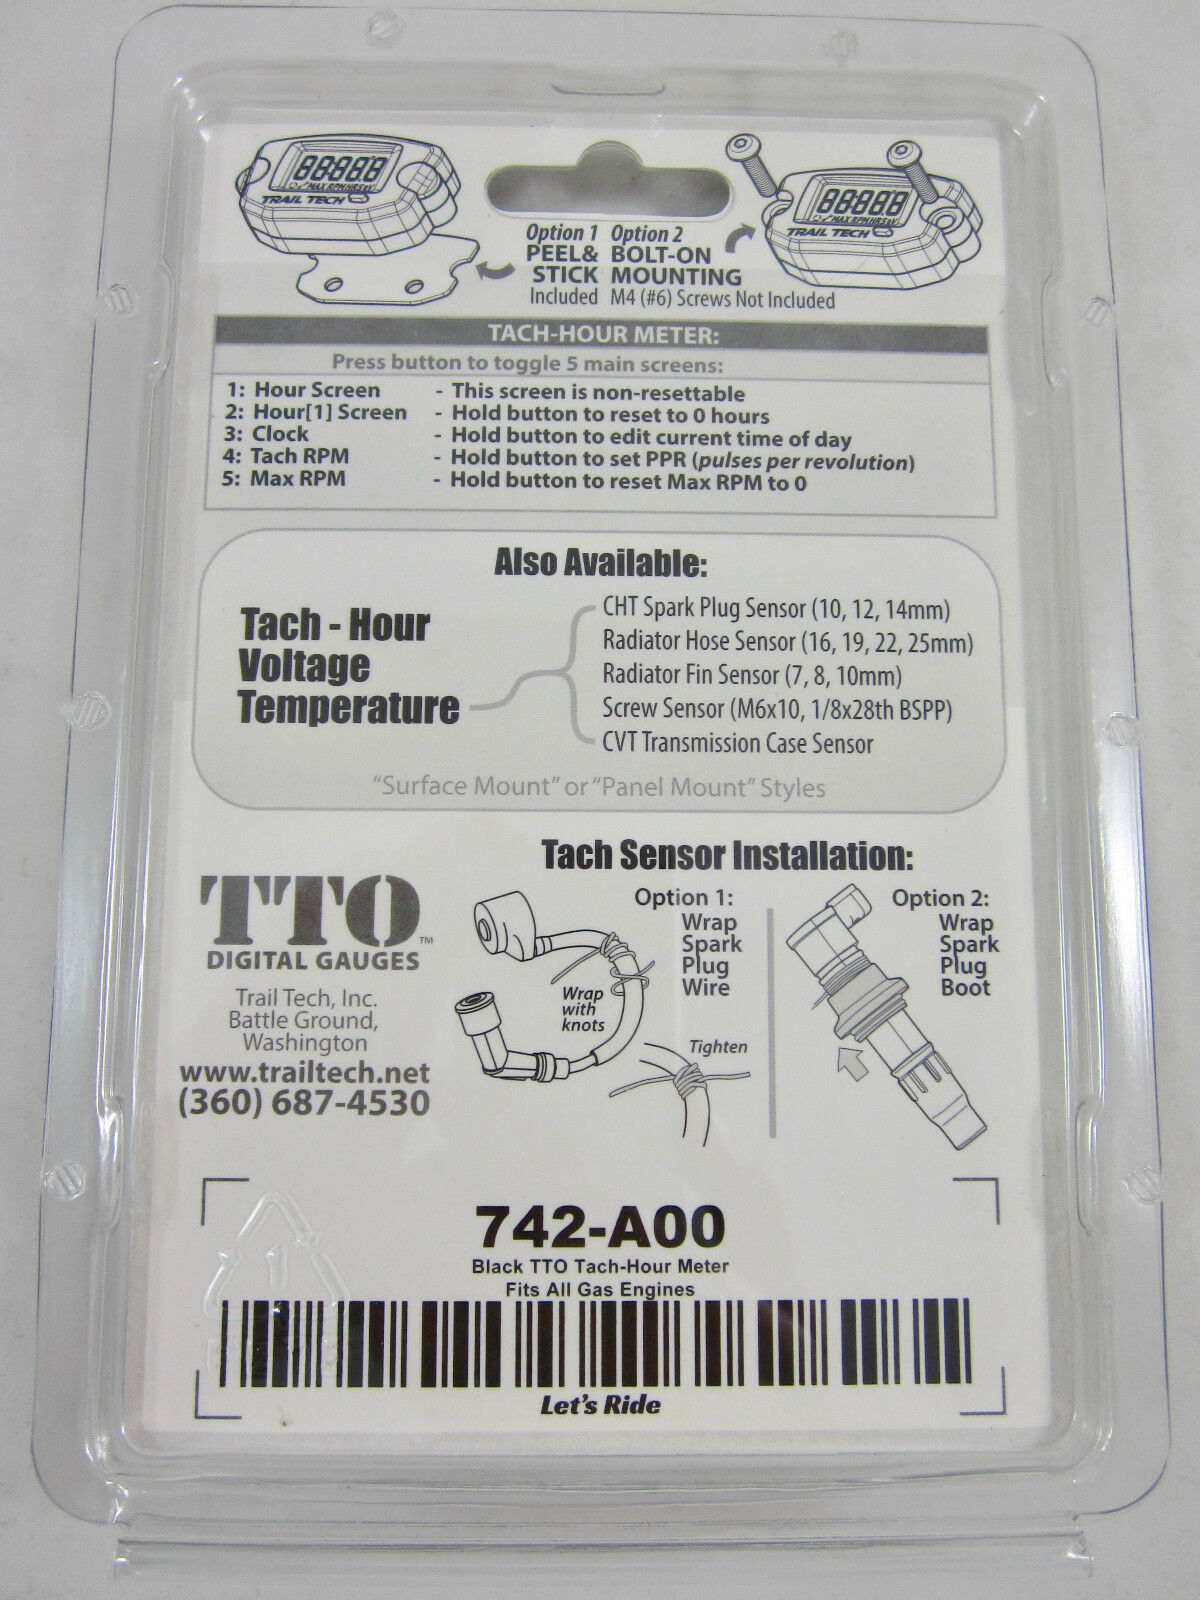 88:88.8
MAX RPM HRS
TRAIL TECH
88:88.8
MAX RPM HRS
TRAIL TECH
Option 1
PEEL&
STICK
Included
Option 2
BOLT-ON
MOUNTING
M4 (#6) Screws Not Included
TACH-HOUR METER:
Press button to toggle 5 main screens:
1: Hour Screen - This screen is non-resettable
2: Hour[1] Screen - Hold button to reset to 0 hours
3: Clock - Hold button to edit current time of day
4: Tach RPM - Hold button to set PPR (pulses per revolution)
5: Max RPM - Hold button to reset Max RPM to 0
Also Available:
Tach - Hour
Voltage
Temperature
CHT Spark Plug Sensor (10, 12, 14mm)
Radiator Hose Sensor (16, 19, 22, 25mm)
Radiator Fin Sensor (7, 8, 10mm)
Screw Sensor (M6x10, 1/8x28th BSPP)
CVT Transmission Case Sensor
"Surface Mount" or "Panel Mount" Styles
TTO™
DIGITAL GAUGES
Trail Tech, Inc.
Battle Ground,
Washington
www.trailtech.net
(360) 687-4530
Tach Sensor Installation:
Option 1:
Wrap
Spark
Plug
Wire
Wrap
with
knots
Tighten
Option 2:
Wrap
Spark
Plug
Boot
742-A00
Black TTO Tach-Hour Meter
Fits All Gas Engines
Let's Ride